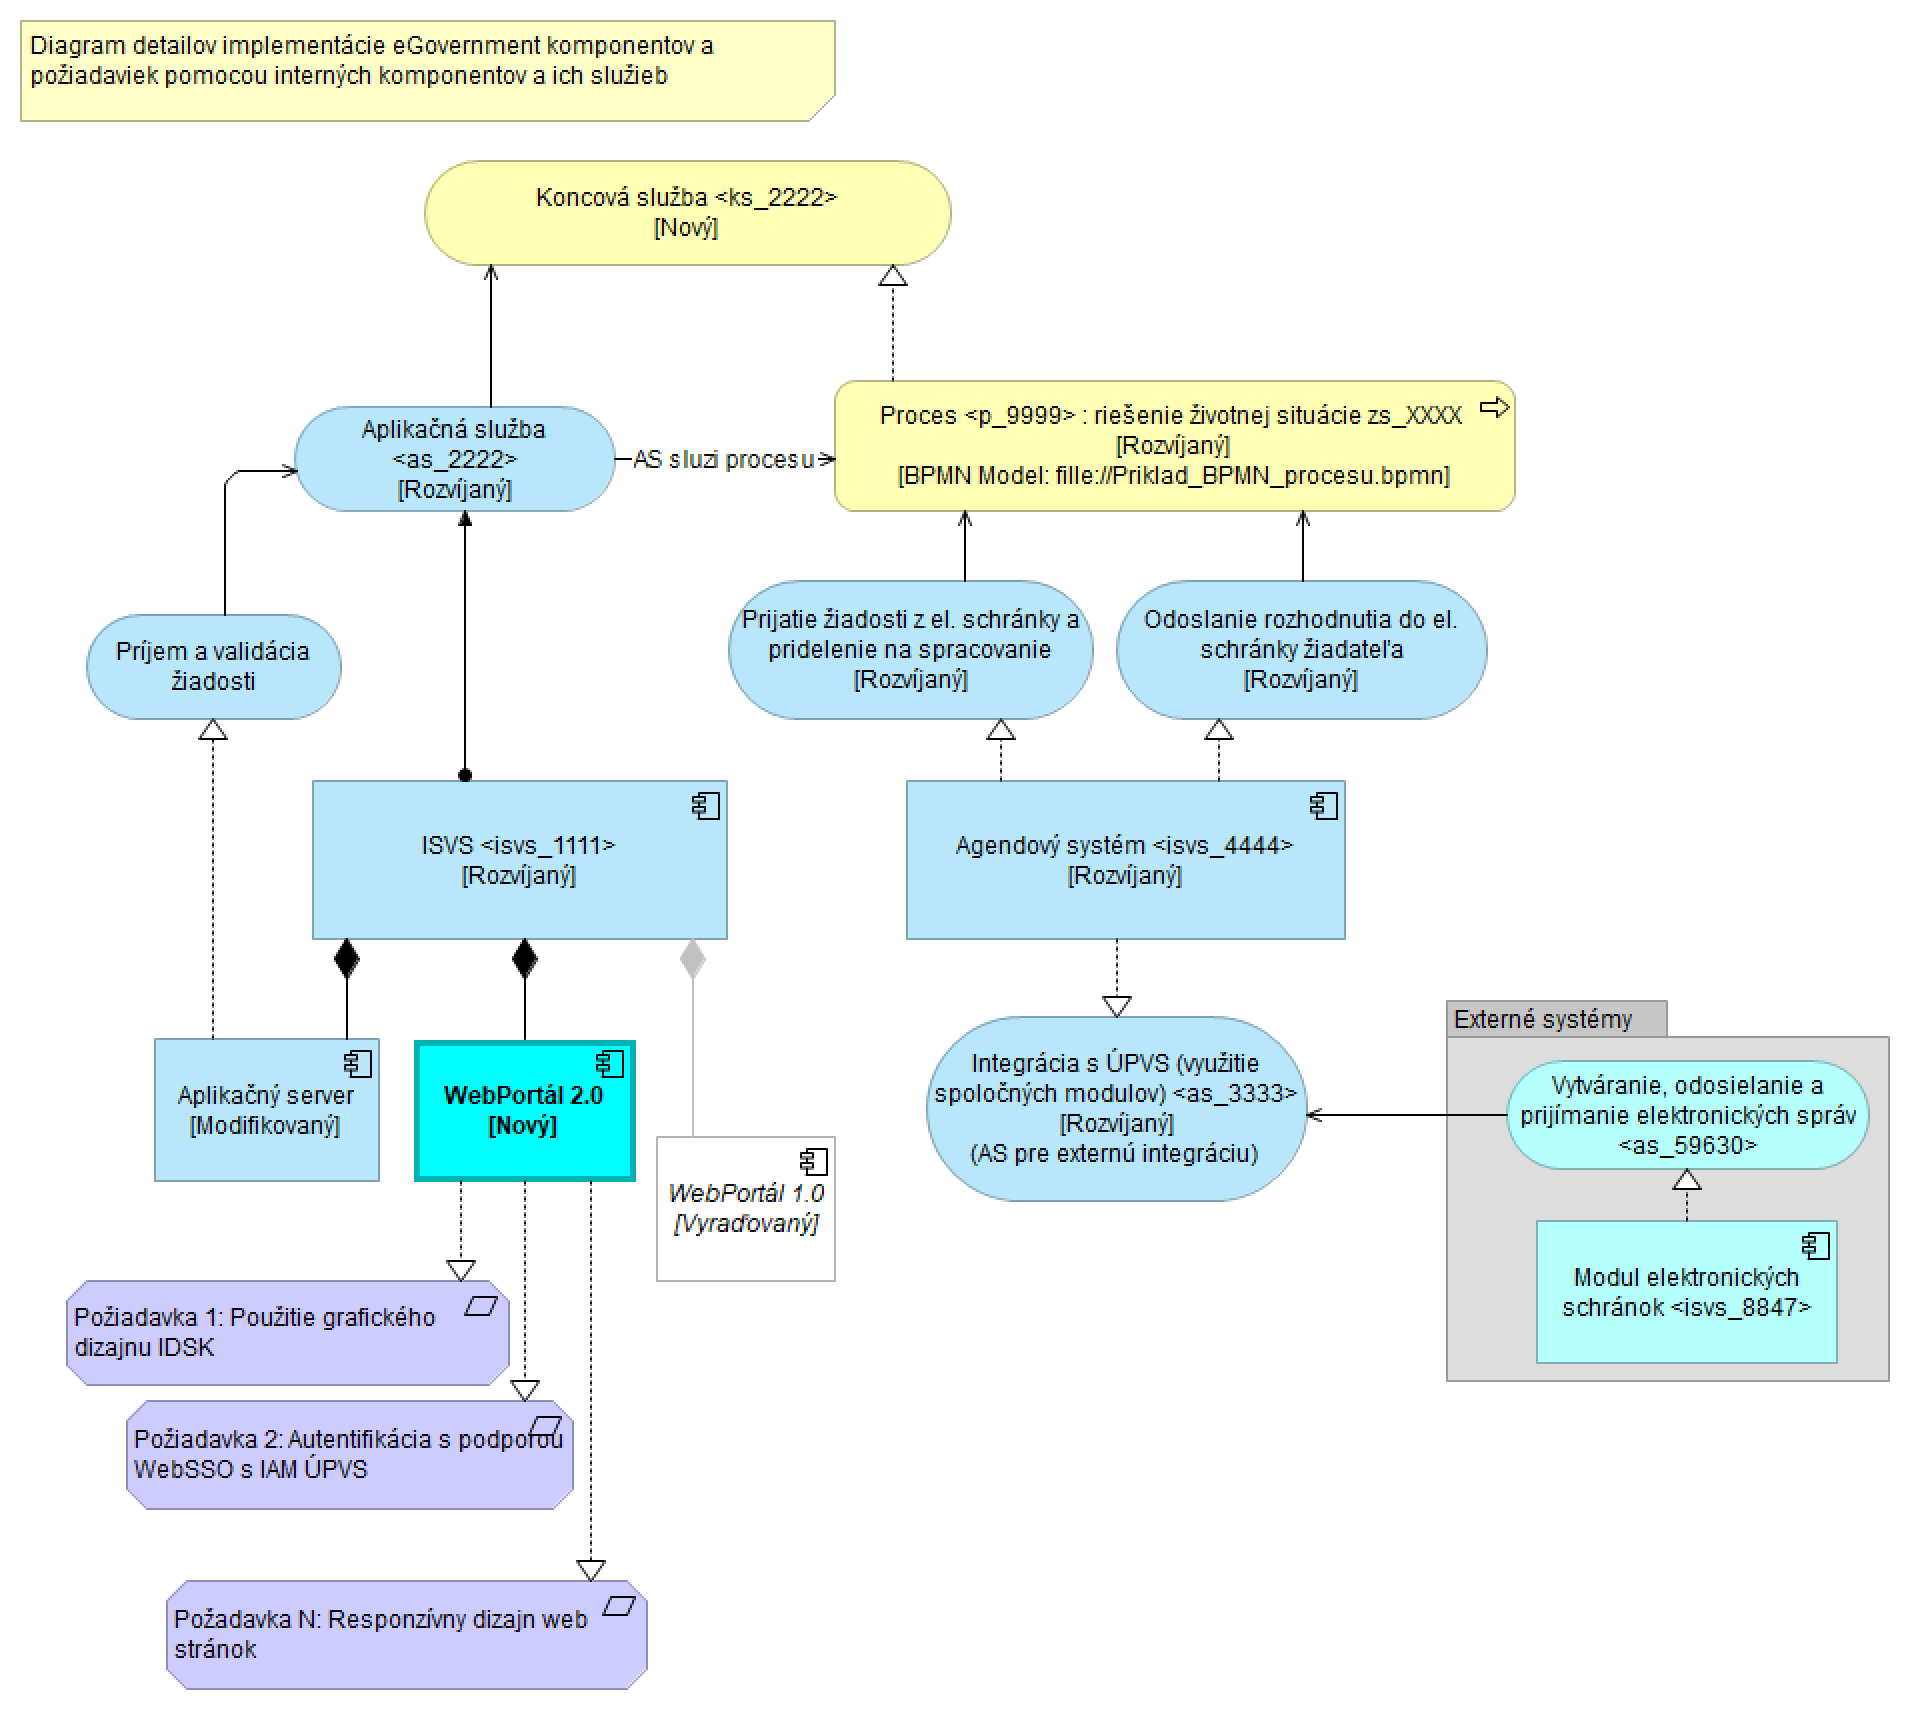 Diagram detailov implementácie eGovernment komponentov a
požiadaviek pomocou interných komponentov a ich služieb
Koncová služba <ks_2222>
[Nový]
Aplikačná služba
<as_2222>
[Rozvíjaný]
AS sluzi procesu
Proces <p_9999> : riešenie životnej situácie zs_XXXX
[Rozvíjaný]
[BPMN Model: fille://Priklad_BPMN_procesu.bpmn]
Príjem a validácia
žiadosti
Prijatie žiadosti z el. schránky a
pridelenie na spracovanie
[Rozvíjaný]
Odoslanie rozhodnutia do el.
schránky žiadateľa
[Rozvíjaný]
ISVS <isvs_1111>
[Rozvíjaný]
Agendový systém <isvs_4444>
[Rozvíjaný]
Aplikačný server
[Modifikovaný]
WebPortál 2.0
[Nový]
WebPortál 1.0
[Vyraďovaný]
Integrácia s ÚPVS (využitie
spoločných modulov) <as_3333>
[Rozvíjaný]
(AS pre externú integráciu)
Externé systémy
Vytváranie, odosielanie a
prijímanie elektronických správ
<as_59630>
Modul elektronických
schránok <isvs_8847>
Požiadavka 1: Použitie grafického
dizajnu IDSK
Požiadavka 2: Autentifikácia s podporou
WebSSO s IAM ÚPVS
Požadavka N: Responzívny dizajn web
stránok